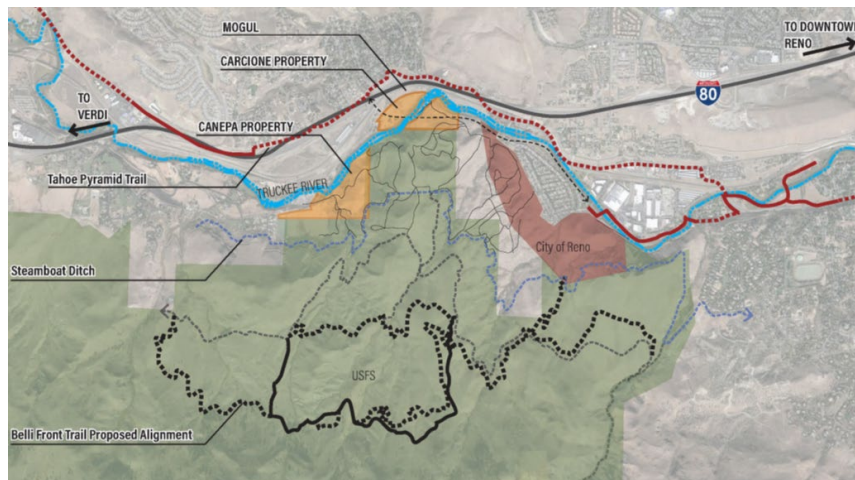 MOGUL
TO DOWNTOWN
RENO
CARCIONE PROPERTY
80
TO
VERDI
CANEPA PROPERTY
Tahoe Pyramid Trail
TRUCKEE RIVER
City of Reno
Steamboat Ditch
USFS
Belli Front Trail Proposed Alignment